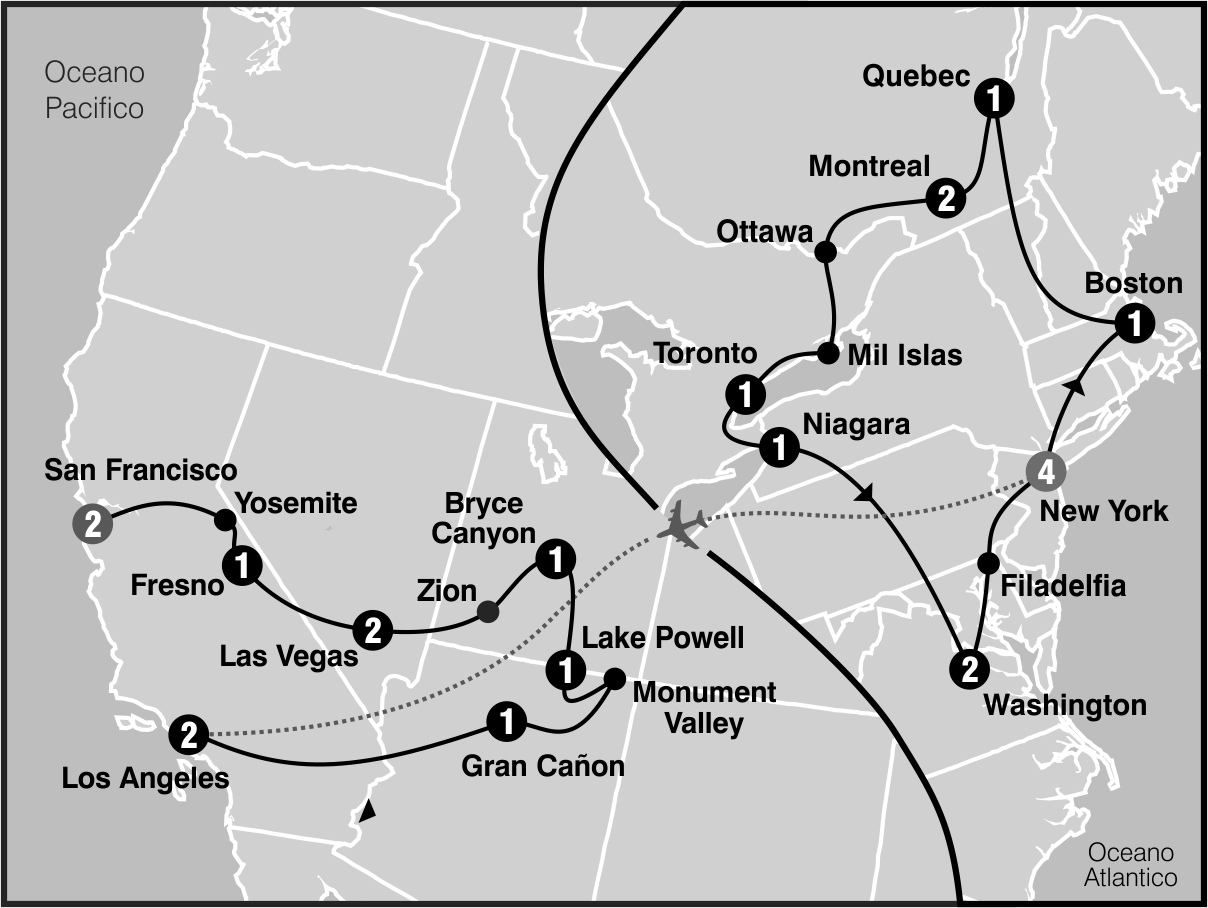 Oceano
Pacifico
Quebec
1
Montreal
2
Ottawa
Boston
1
Toronto
1
Mil Islas
Niagara
1
4
New York
San Francisco
2
Yosemite
Fresno
1
Bryce
Canyon
1
Zion
Las Vegas
2
Filadelfia
Lake Powell
1
Monument
Valley
2
Washington
Los Angeles
2
Gran Cañon
1
Oceano
Atlantico